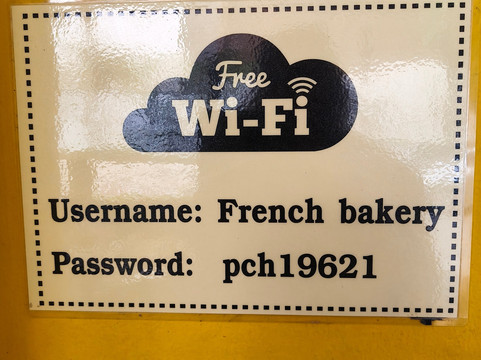 Free
Wi-Fi
Username: French bakery
Password: pch19621